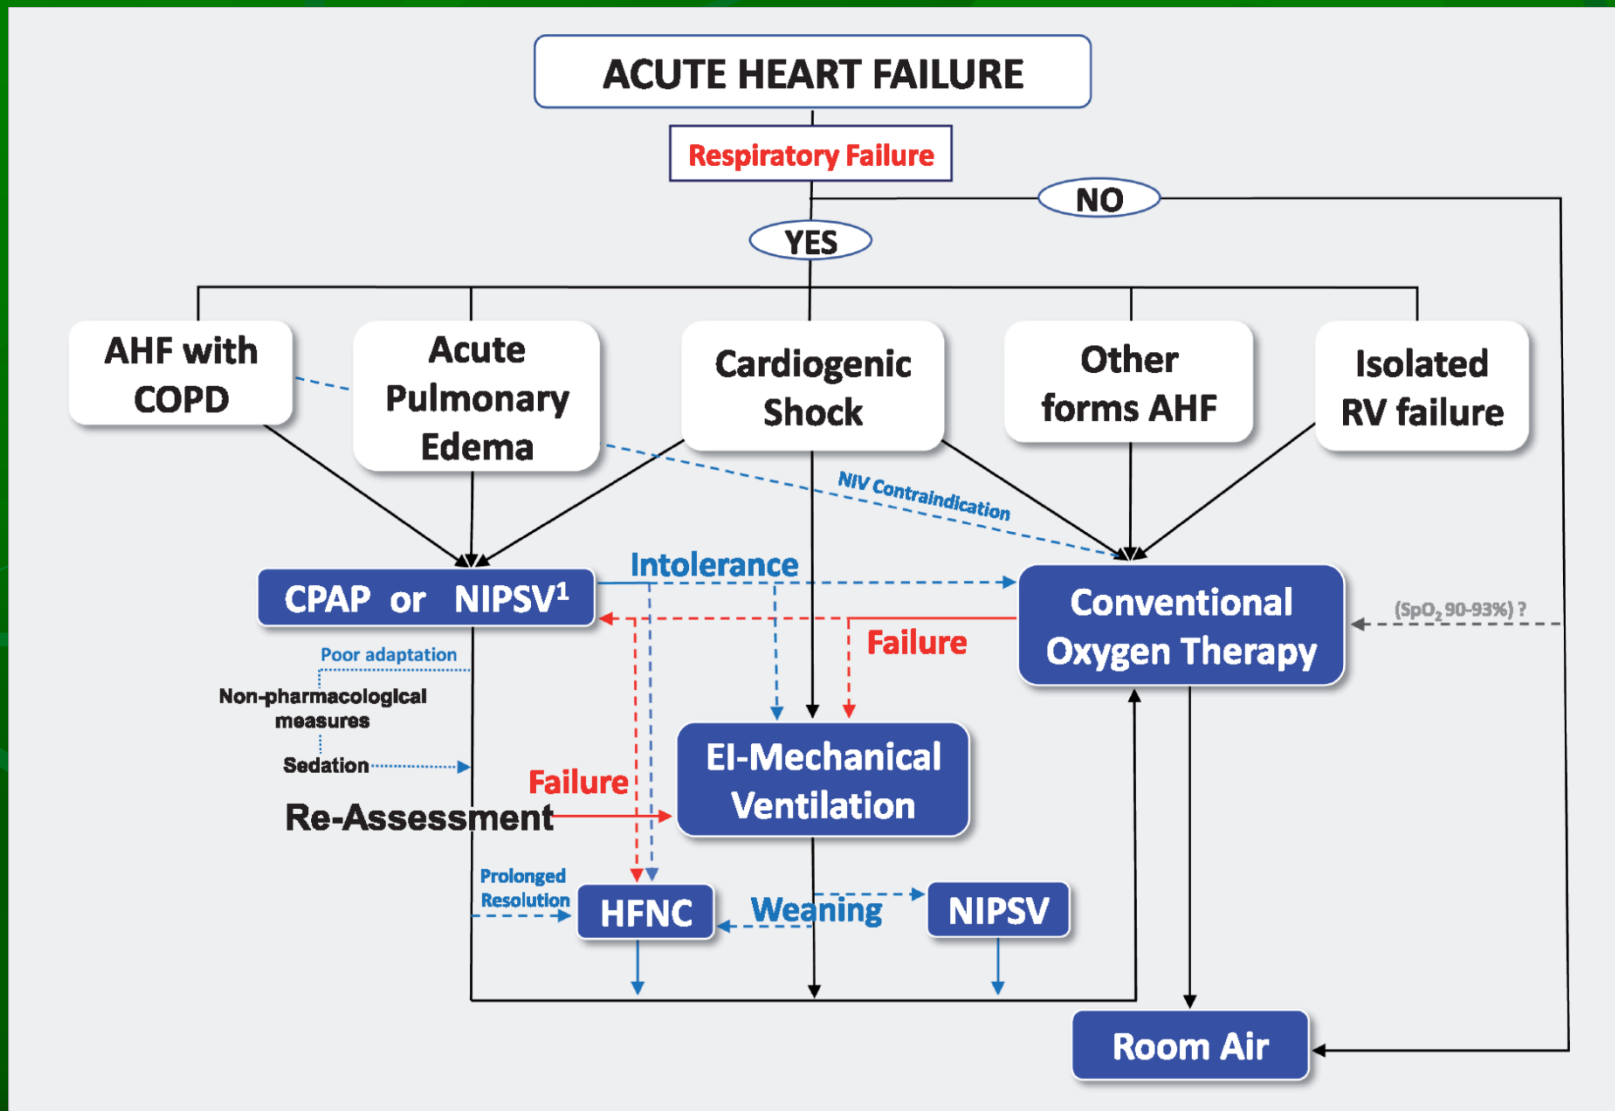 ACUTE HEART FAILURE
Respiratory Failure
NO
YES
AHF with
COPD
Acute
Pulmonary
Edema
Cardiogenic
Shock
Other
forms AHF
Isolated
RV failure
NIV Contraindication
Intolerance
CPAP or NIPSV¹
Conventional
Oxygen Therapy
(SpO₂ 90-93%) ?
Failure
Poor adaptation
Non-pharmacological
measures
Sedation
EI-Mechanical
Ventilation
Failure
Re-Assessment
Prolonged
Resolution
HFNC
Weaning
NIPSV
Room Air